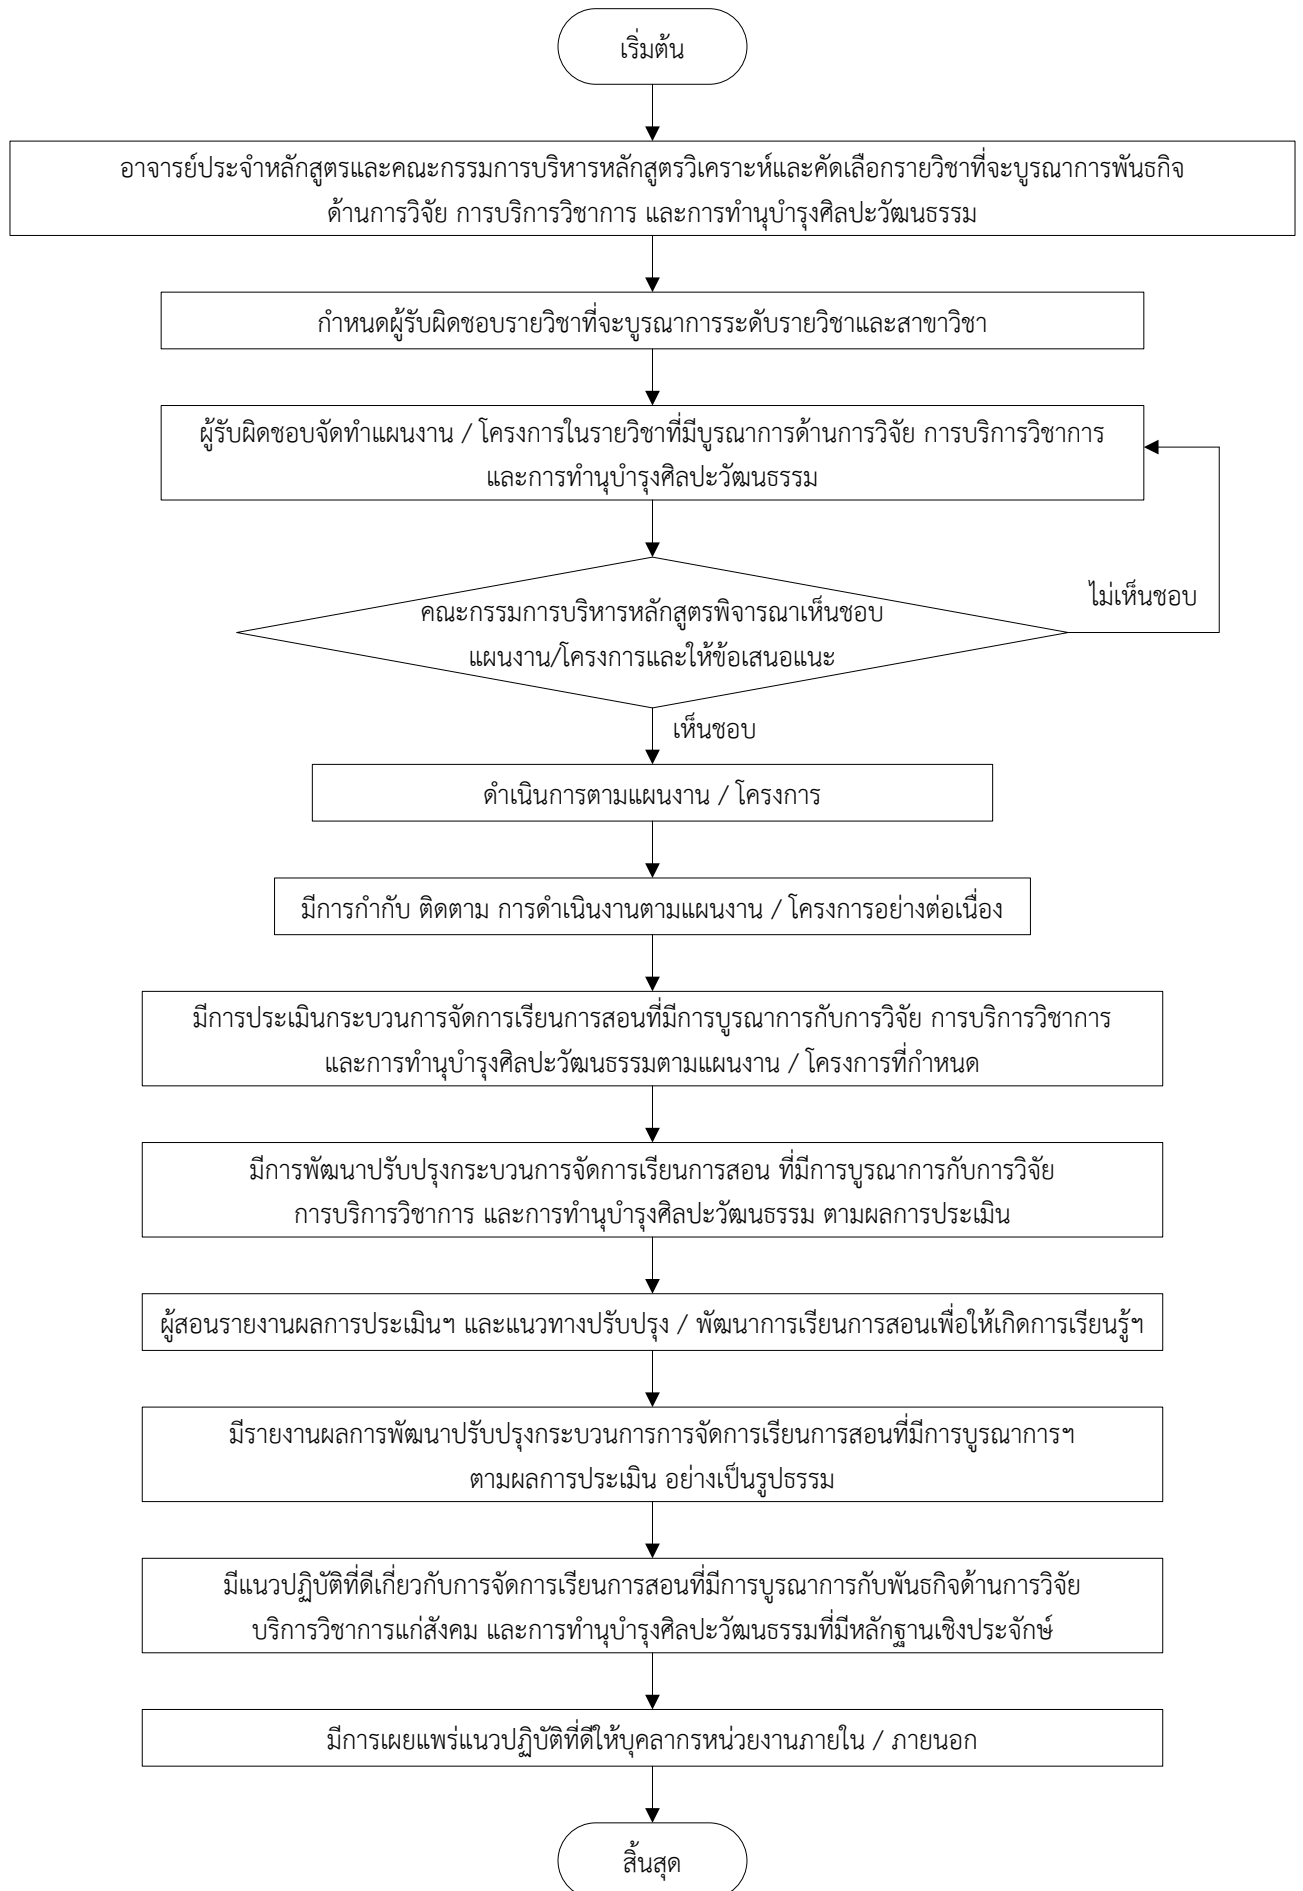 เริ่มต้น
อาจารย์ประจำหลักสูตรและคณะกรรมการบริหารหลักสูตรวิเคราะห์และคัดเลือกรายวิชาที่จะบูรณาการพันธกิจ
ด้านการวิจัย การบริการวิชาการ และการทำนุบำรุงศิลปะวัฒนธรรม
กำหนดผู้รับผิดชอบรายวิชาที่จะบูรณาการระดับรายวิชาและสาขาวิชา
ผู้รับผิดชอบจัดทำแผนงาน / โครงการในรายวิชาที่มีบูรณาการด้านการวิจัย การบริการวิชาการ
และการทำนุบำรุงศิลปะวัฒนธรรม
คณะกรรมการบริหารหลักสูตรพิจารณาเห็นชอบ
แผนงาน/โครงการและให้ข้อเสนอแนะ
ไม่เห็นชอบ
เห็นชอบ
ดำเนินการตามแผนงาน / โครงการ
มีการกำกับ ติดตาม การดำเนินงานตามแผนงาน / โครงการอย่างต่อเนื่อง
มีการประเมินกระบวนการจัดการเรียนการสอนที่มีการบูรณาการกับการวิจัย การบริการวิชาการ
และการทำนุบำรุงศิลปะวัฒนธรรมตามแผนงาน / โครงการที่กำหนด
มีการพัฒนาปรับปรุงกระบวนการจัดการเรียนการสอน ที่มีการบูรณาการกับการวิจัย
การบริการวิชาการ และการทำนุบำรุงศิลปะวัฒนธรรม ตามผลการประเมิน
ผู้สอนรายงานผลการประเมินฯ และแนวทางปรับปรุง / พัฒนาการเรียนการสอนเพื่อให้เกิดการเรียนรู้ฯ
มีรายงานผลการพัฒนาปรับปรุงกระบวนการการจัดการเรียนการสอนที่มีการบูรณาการฯ
ตามผลการประเมิน อย่างเป็นรูปธรรม
มีแนวปฏิบัติที่ดีเกี่ยวกับการจัดการเรียนการสอนที่มีการบูรณาการกับพันธกิจด้านการวิจัย
บริการวิชาการแก่สังคม และการทำนุบำรุงศิลปะวัฒนธรรมที่มีหลักฐานเชิงประจักษ์
มีการเผยแพร่แนวปฏิบัติที่ดีให้บุคลากรหน่วยงานภายใน / ภายนอก
สิ้นสุด